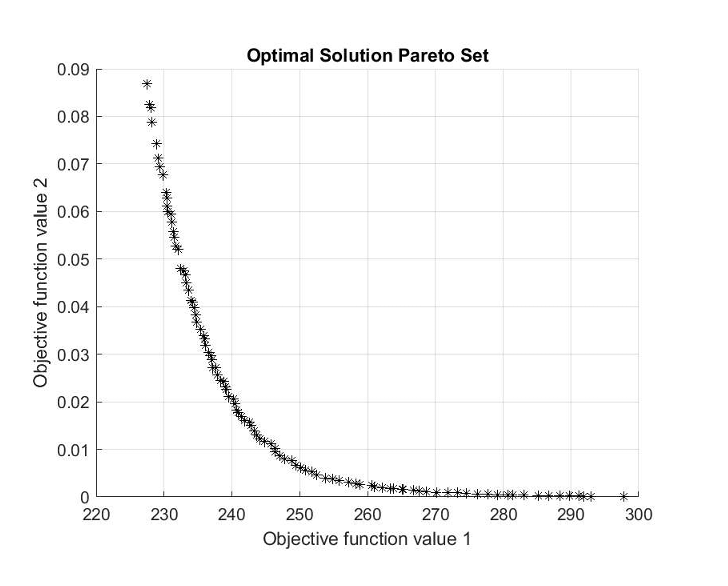 Optimal Solution Pareto Set
0.09
0.08
0.07
0.06
0.05
0.04
0.03
0.02
0.01
0
Objective function value 2
220 230 240 250 260 270 280 290 300
Objective function value 1